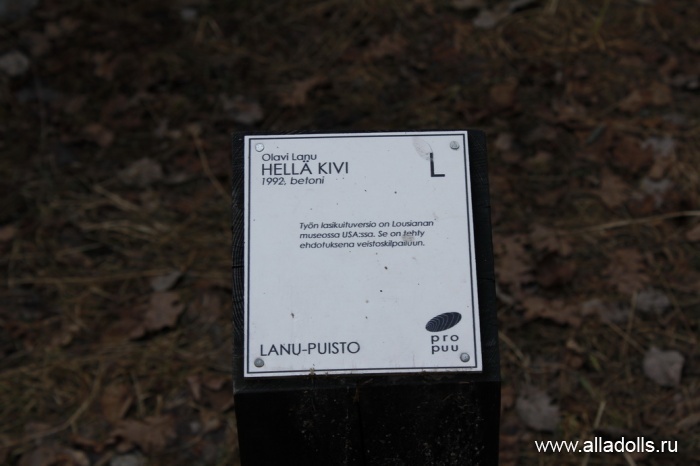 Olavi Lanu
HELLÄ KIVI
1992, betoni
L
Työn lasikuituversio on Lousianan
museossa USA:ssa. Se on tehty
ehdotuksena veistoskilpailuun.
LANU-PUISTO
pro
puu
www.alladolls.ru